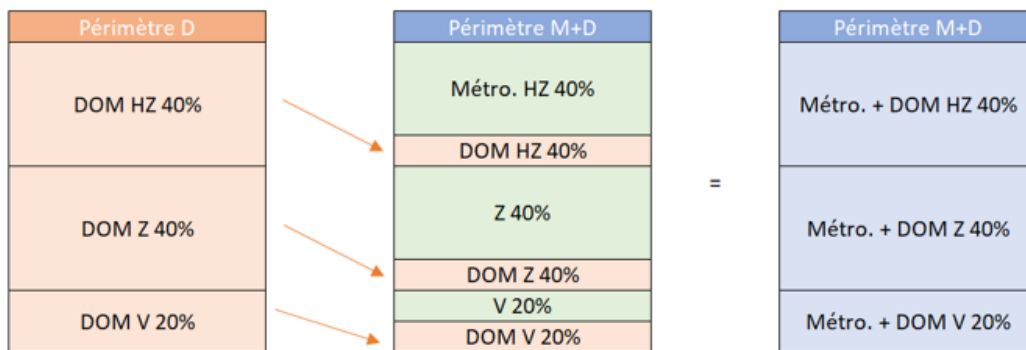 Périmètre D
DOM HZ 40%
DOM Z 40%
DOM V 20%
Périmètre M+D
Métro. HZ 40%
DOM HZ 40%
Z 40%
DOM Z 40%
V 20%
DOM V 20%
=
Périmètre M+D
Métro. + DOM HZ 40%
Métro. + DOM Z 40%
Métro. + DOM V 20%